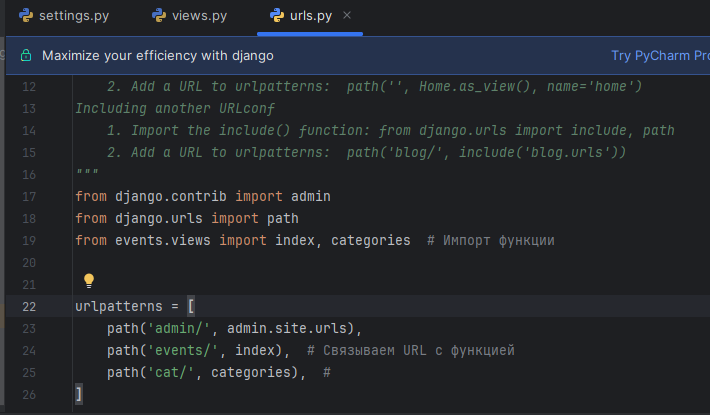 settings.py views.py urls.py
Maximize your efficiency with django Try PyCharm Pro
12 2. Add a URL to urlpatterns:  path('', Home.as_view(), name='home')
13 Including another URLconf
14 1. Import the include() function: from django.urls import include, path
15 2. Add a URL to urlpatterns:  path('blog/', include('blog.urls'))
16 """
17 from django.contrib import admin
18 from django.urls import path
19 from events.views import index, categories  # Импорт функции
20
21
22 urlpatterns = [
23 path('admin/', admin.site.urls),
24 path('events/', index),  # Связываем URL с функцией
25 path('cat/', categories),  #
26 ]